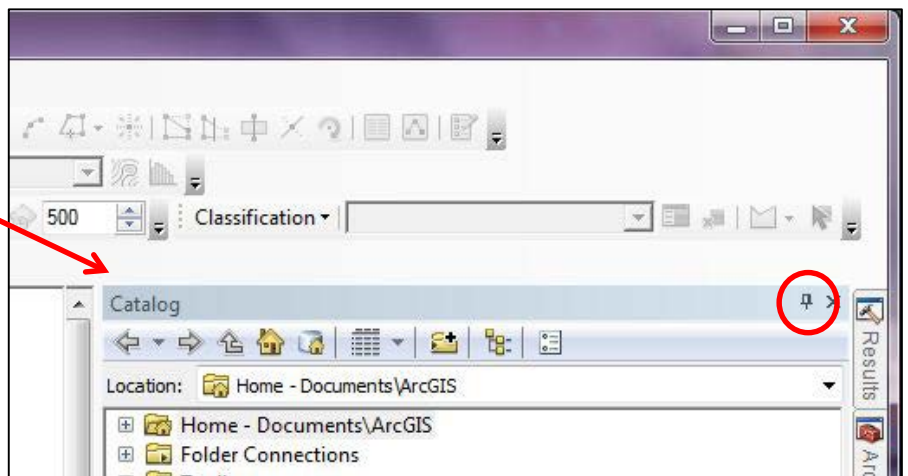 500
Classification
Catalog
Results
Location: Home - Documents\ArcGIS
Home - Documents\ArcGIS
Folder Connections